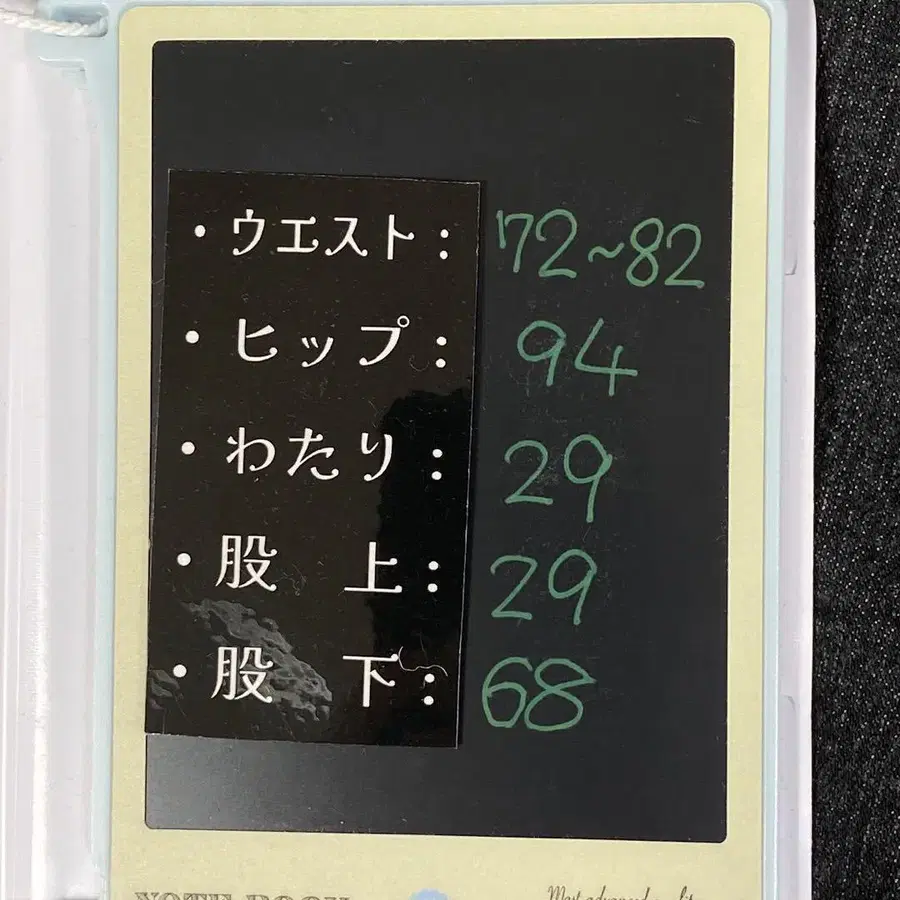 ・ウエスト: 72~82
・ヒップ: 94
・わたり: 29
・股 上: 29
・股 下: 68